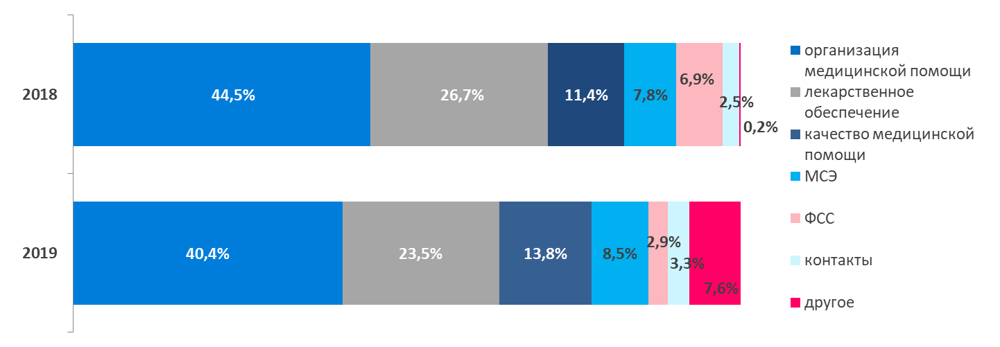 2018
44,5%
26,7%
11,4%
7,8%
6,9%
2,5%
0,2%
2019
40,4%
23,5%
13,8%
8,5%
2,9%
3,3%
7,6%
организация
медицинской помощи
лекарственное
обеспечение
качество медицинской
помощи
МСЭ
ФСС
контакты
другое